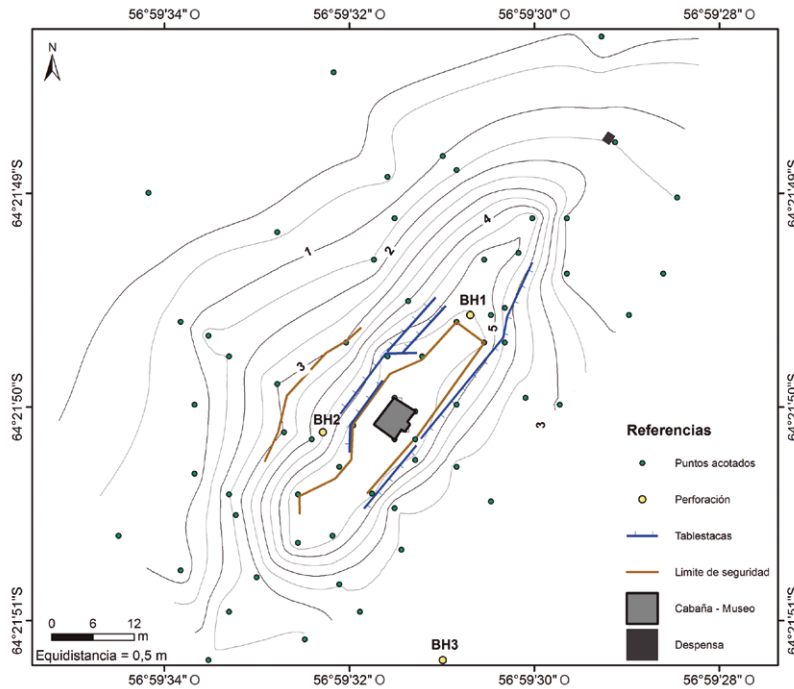 56°59'34" O
56°59'32" O
56°59'30" O
56°59'28" O
N
64°21'49"S
64°21'49"S
4
1
2
BH1
5
3
64°21'50"S
64°21'50"S
BH2
3
Referencias
Puntos acotados
Perforación
Tablestacas
Limite de seguridad
Cabaña - Museo
Despensa
BH3
64°21'51"S
64°21'51"S
0 6 12
m
Equidistancia = 0,5 m
56°59'34" O
56°59'32" O
56°59'30" O
56°59'28" O